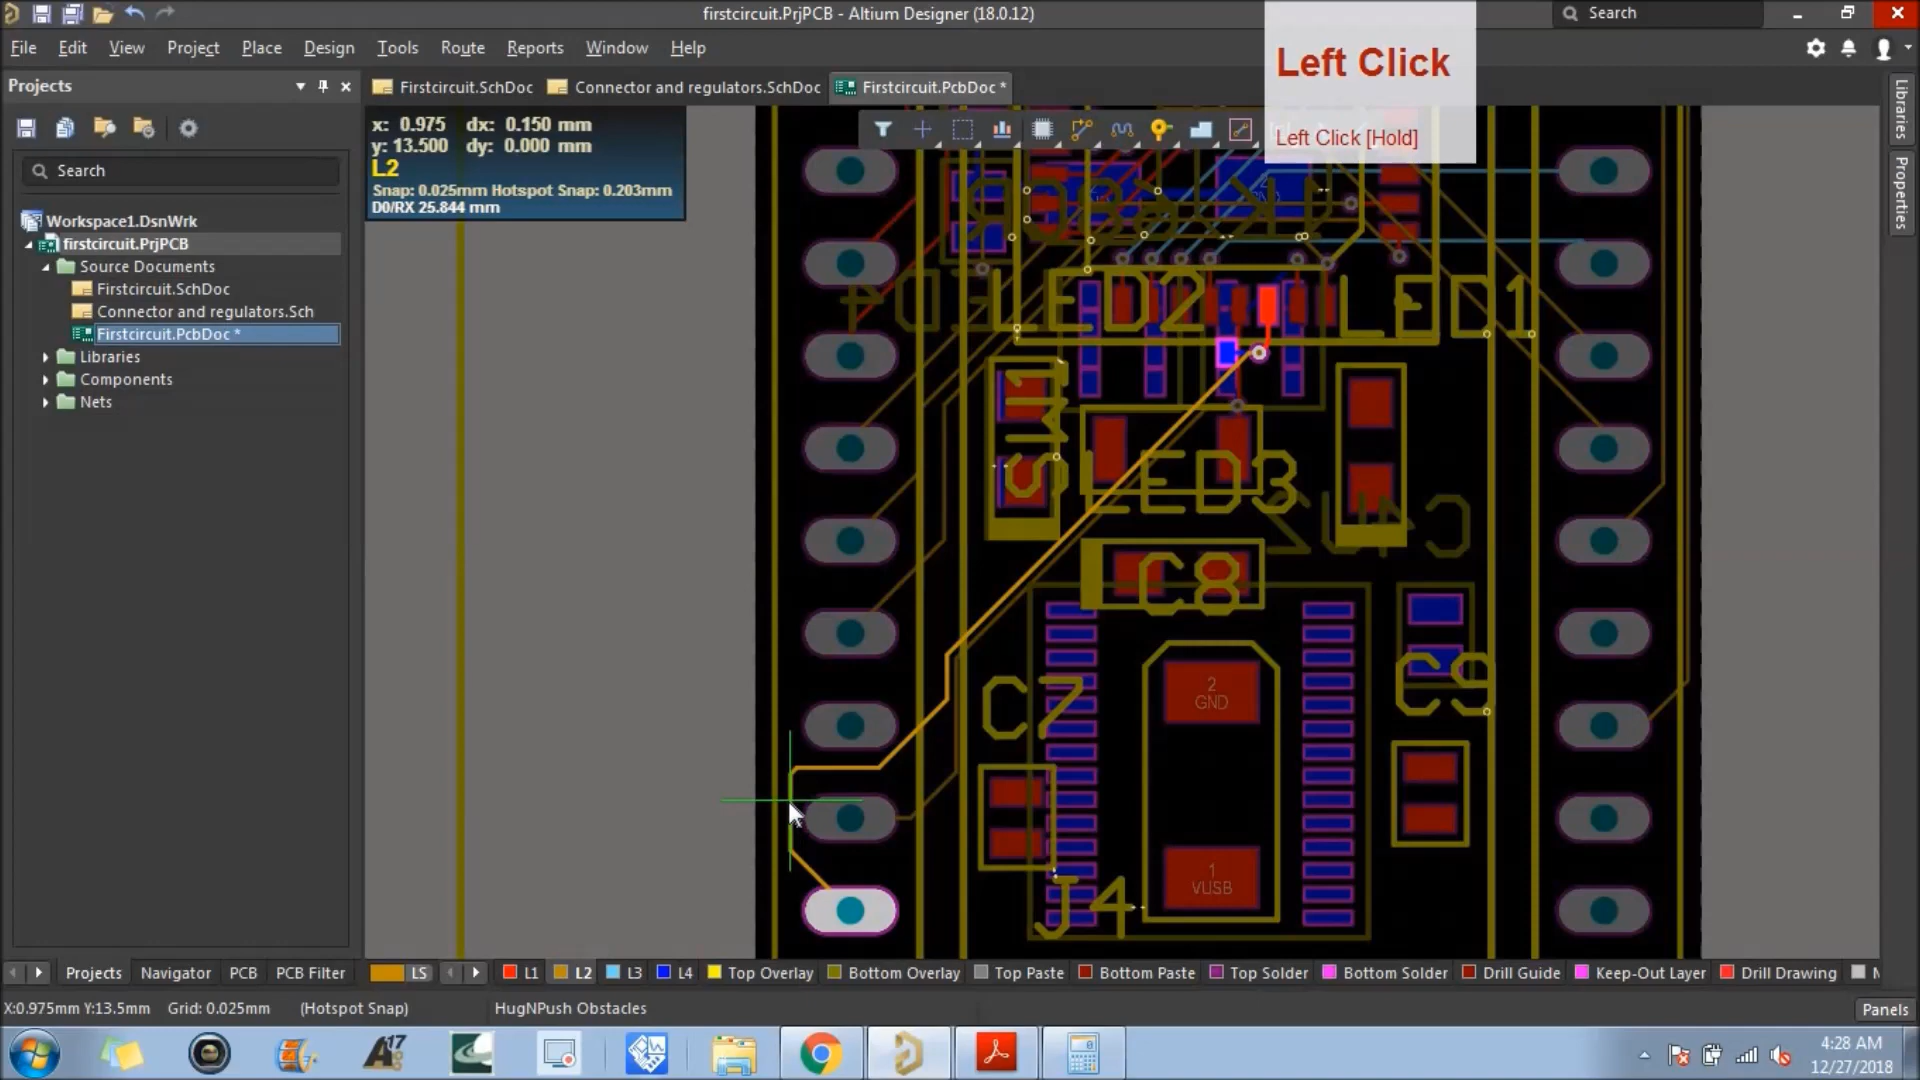 firstcircuit.PrjPCB - Altium Designer (18.0.12)
Search
File Edit View Project Place Design Tools Route Reports Window Help
Left Click
Left Click [Hold]
Projects
Firstcircuit.SchDoc
Connector and regulators.SchDoc
Firstcircuit.PcbDoc *
Libraries
Properties
x: 0.975 dx: 0.150 mm
y: 13.500 dy: 0.000 mm
L2
Snap: 0.025mm Hotspot Snap: 0.203mm
D0/RX 25.844 mm
Search
Workspace1.DsnWrk
firstcircuit.PrjPCB
Source Documents
Firstcircuit.SchDoc
Connector and regulators.Sch
Firstcircuit.PcbDoc *
Libraries
Components
Nets
LED2
LED1
LED3
C8
C7
C9
2
GND
1
VUSB
J4
Projects Navigator PCB PCB Filter
LS L1 L2 L3 L4 Top Overlay Bottom Overlay Top Paste Bottom Paste Top Solder Bottom Solder Drill Guide Keep-Out Layer Drill Drawing
X:0.975mm Y:13.5mm Grid: 0.025mm (Hotspot Snap) HugNPush Obstacles
Panels
4:28 AM
12/27/2018